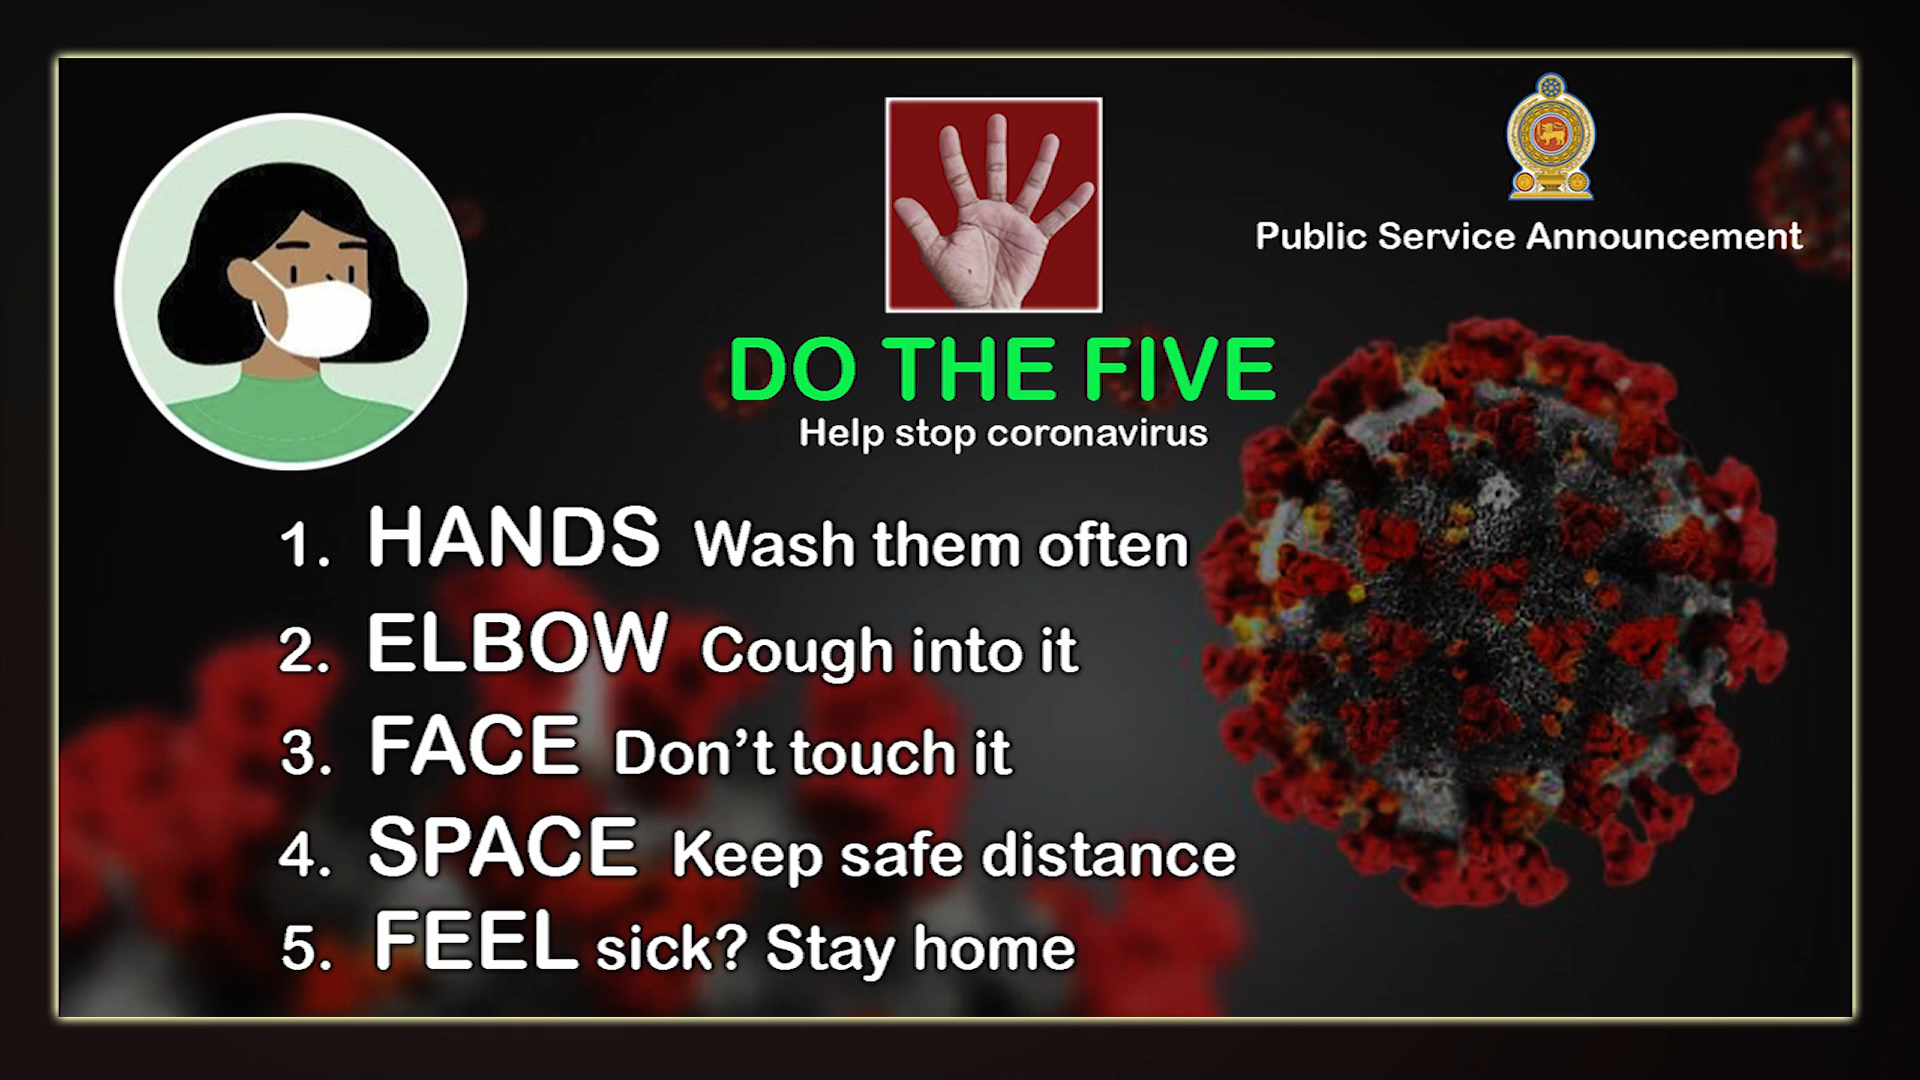 Public Service Announcement
DO THE FIVE
Help stop coronavirus
1. HANDS Wash them often
2. ELBOW Cough into it
3. FACE Don’t touch it
4. SPACE Keep safe distance
5. FEEL sick? Stay home